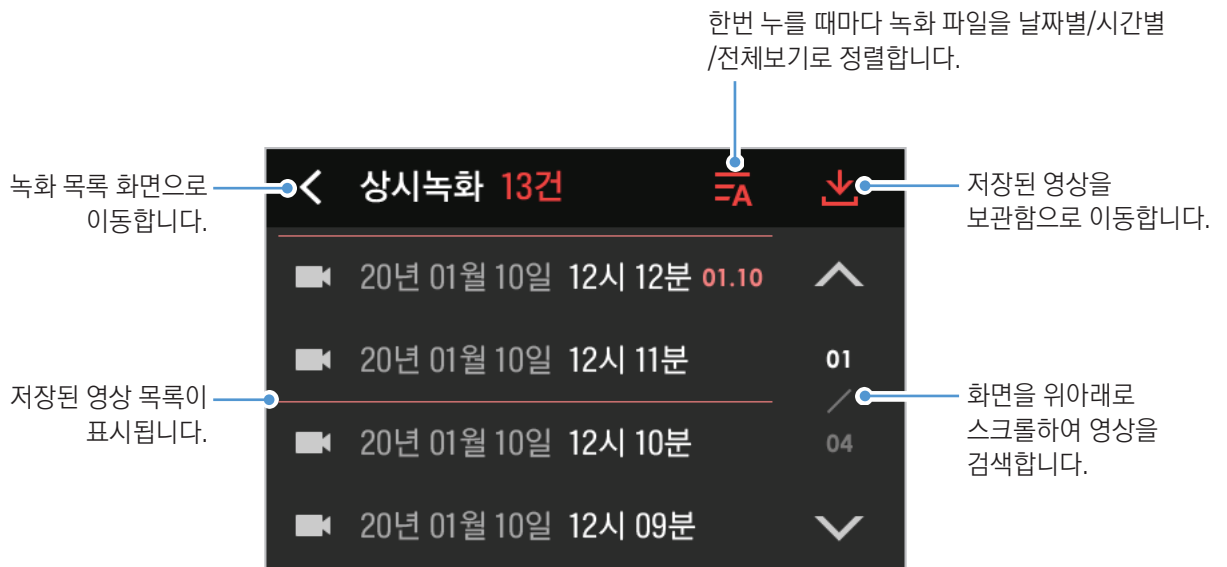 한번 누를 때마다 녹화 파일을 날짜별/시간별
/전체보기로 정렬합니다.
녹화 목록 화면으로
이동합니다.
상시녹화 13건
저장된 영상을
보관함으로 이동합니다.
20년 01월 10일 12시 12분 01.10
20년 01월 10일 12시 11분
01
저장된 영상 목록이
표시됩니다.
화면을 위아래로
스크롤하여 영상을
검색합니다.
20년 01월 10일 12시 10분
04
20년 01월 10일 12시 09분